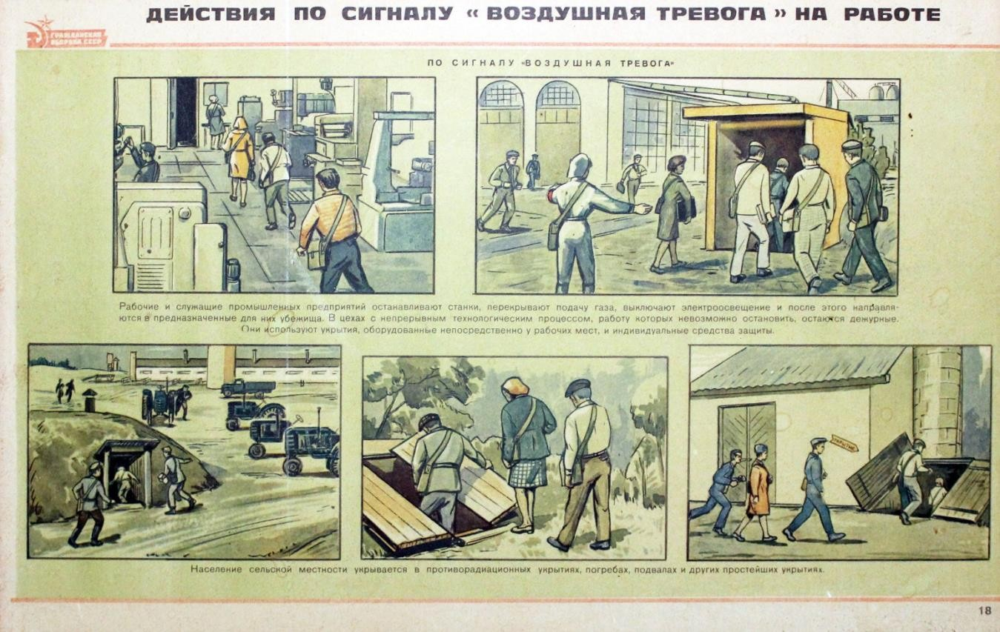 ДЕЙСТВИЯ ПО СИГНАЛУ « ВОЗДУШНАЯ ТРЕВОГА » НА РАБОТЕ
ГРАЖДАНСКАЯ
ОБОРОНА СССР
ПО СИГНАЛУ «ВОЗДУШНАЯ ТРЕВОГА»
Рабочие и служащие промышленных предприятий останавливают станки, перекрывают подачу газа, выключают электроосвещение и после этого направля-
ются в предназначенные для них убежища. В цехах с непрерывным технологическим процессом, работу которых невозможно остановить, остаются дежурные.
Они используют укрытия, оборудованные непосредственно у рабочих мест, и индивидуальные средства защиты.
УКРЫТИЕ
Население сельской местности укрывается в противорадиационных укрытиях, погребах, подвалах и других простейших укрытиях.
18